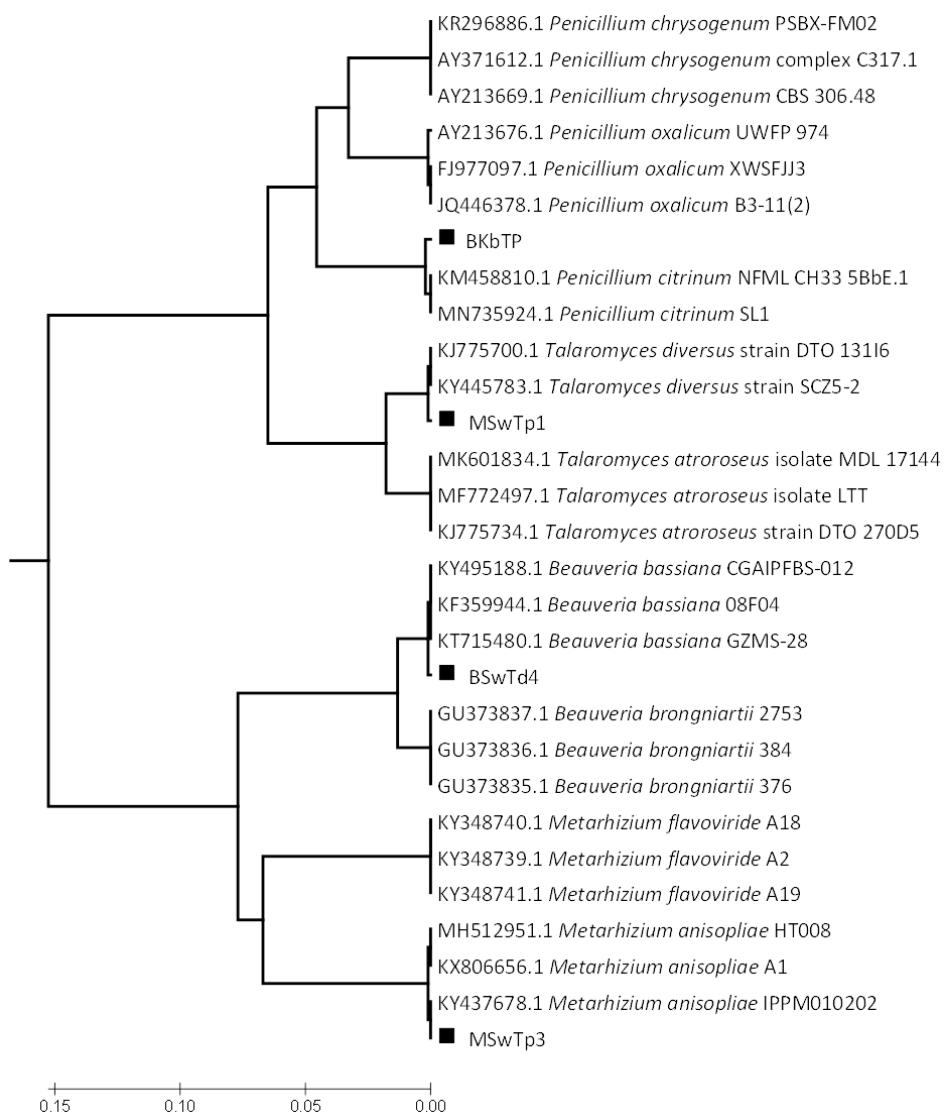 KR296886.1 Penicillium chrysogenum PSBX-FM02
AY371612.1 Penicillium chrysogenum complex C317.1
AY213669.1 Penicillium chrysogenum CBS 306.48
AY213676.1 Penicillium oxalicum UWFP 974
FJ977097.1 Penicillium oxalicum XWSFJJ3
JQ446378.1 Penicillium oxalicum B3-11(2)
BKbTP
KM458810.1 Penicillium citrinum NFML CH33 5BbE.1
MN735924.1 Penicillium citrinum SL1
KJ775700.1 Talaromyces diversus strain DTO 131I6
KY445783.1 Talaromyces diversus strain SCZ5-2
MSwTp1
MK601834.1 Talaromyces atroroseus isolate MDL 17144
MF772497.1 Talaromyces atroroseus isolate LTT
KJ775734.1 Talaromyces atroroseus strain DTO 270D5
KY495188.1 Beauveria bassiana CGAIPFBS-012
KF359944.1 Beauveria bassiana 08F04
KT715480.1 Beauveria bassiana GZMS-28
BSwTd4
GU373837.1 Beauveria brongniartii 2753
GU373836.1 Beauveria brongniartii 384
GU373835.1 Beauveria brongniartii 376
KY348740.1 Metarhizium flavoviride A18
KY348739.1 Metarhizium flavoviride A2
KY348741.1 Metarhizium flavoviride A19
MH512951.1 Metarhizium anisopliae HT008
KX806656.1 Metarhizium anisopliae A1
KY437678.1 Metarhizium anisopliae IPPM010202
MSwTp3
0.15 0.10 0.05 0.00